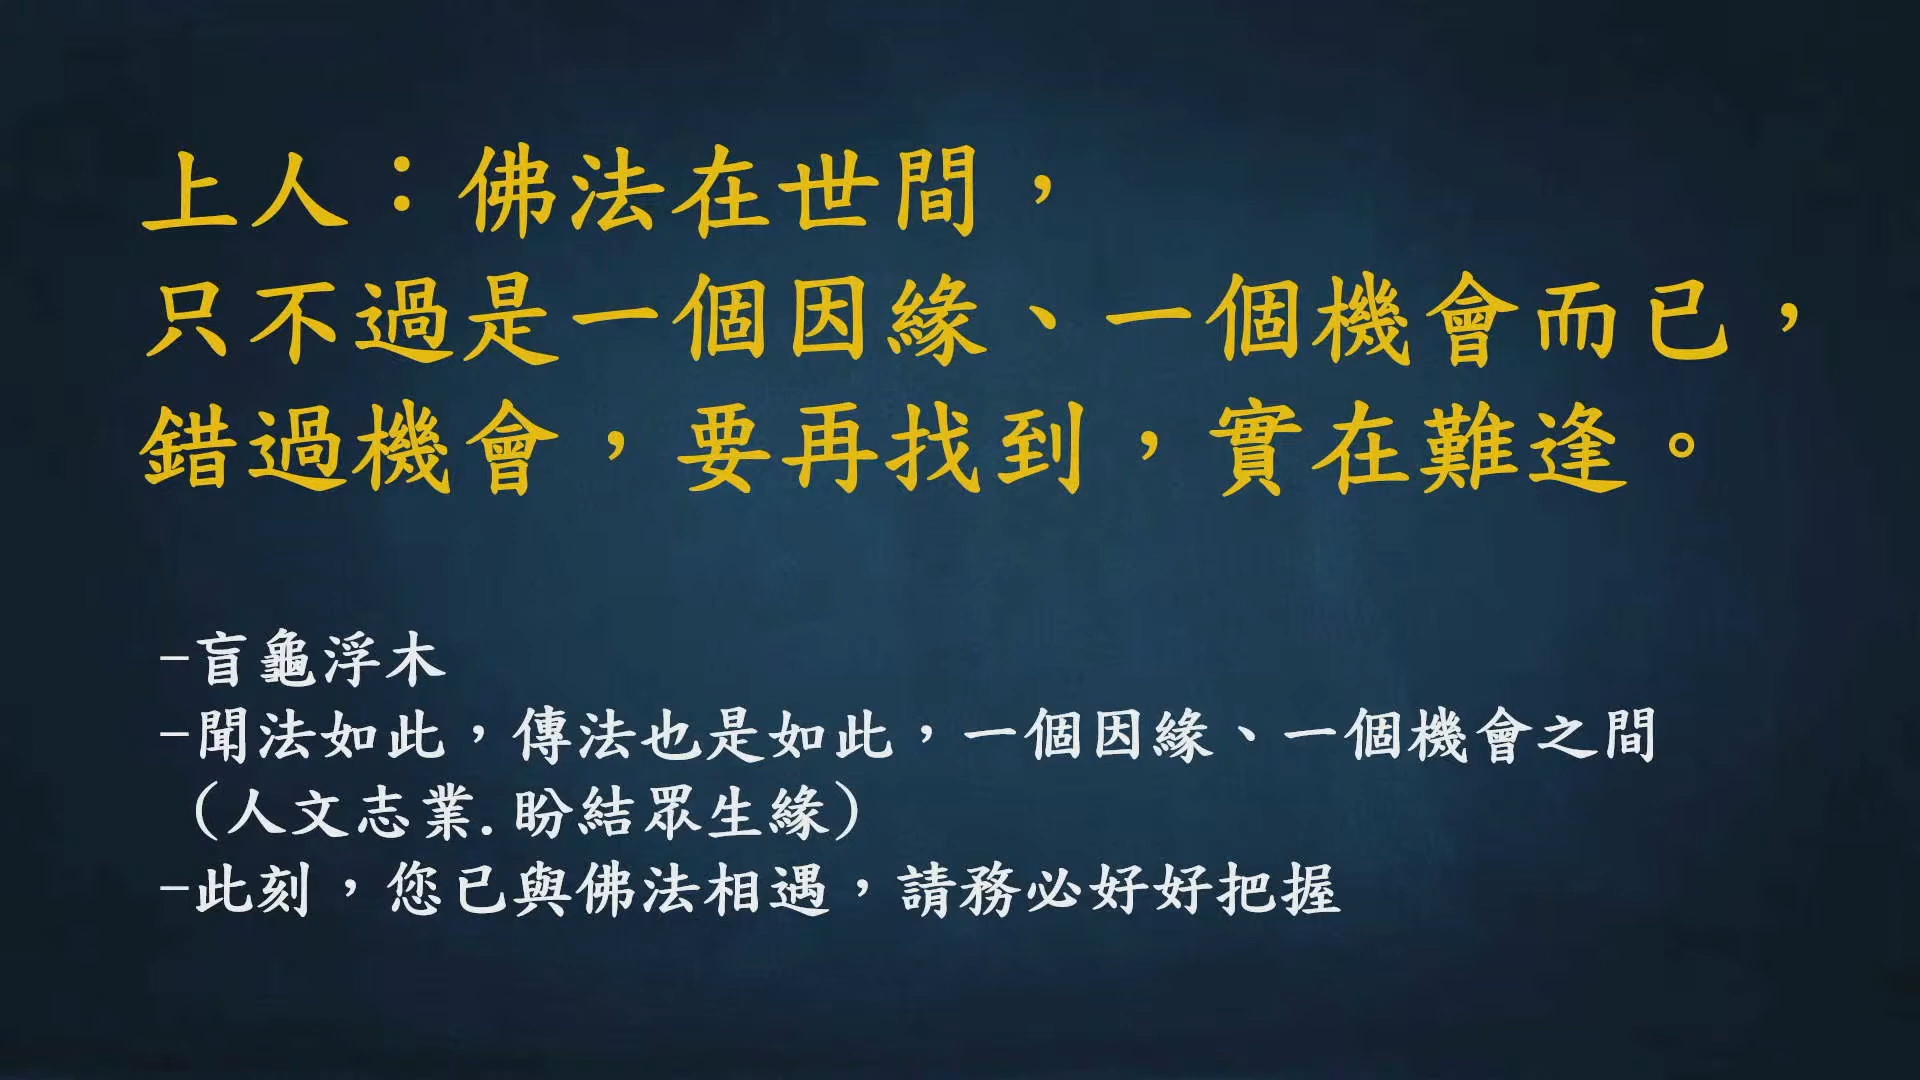 上人：佛法在世間，
只不過是一個因緣、一個機會而已，
錯過機會，要再找到，實在難逢。
-盲龜浮木
-聞法如此，傳法也是如此，一個因緣、一個機會之間
(人文志業.盼結眾生緣)
-此刻，您已與佛法相遇，請務必好好把握